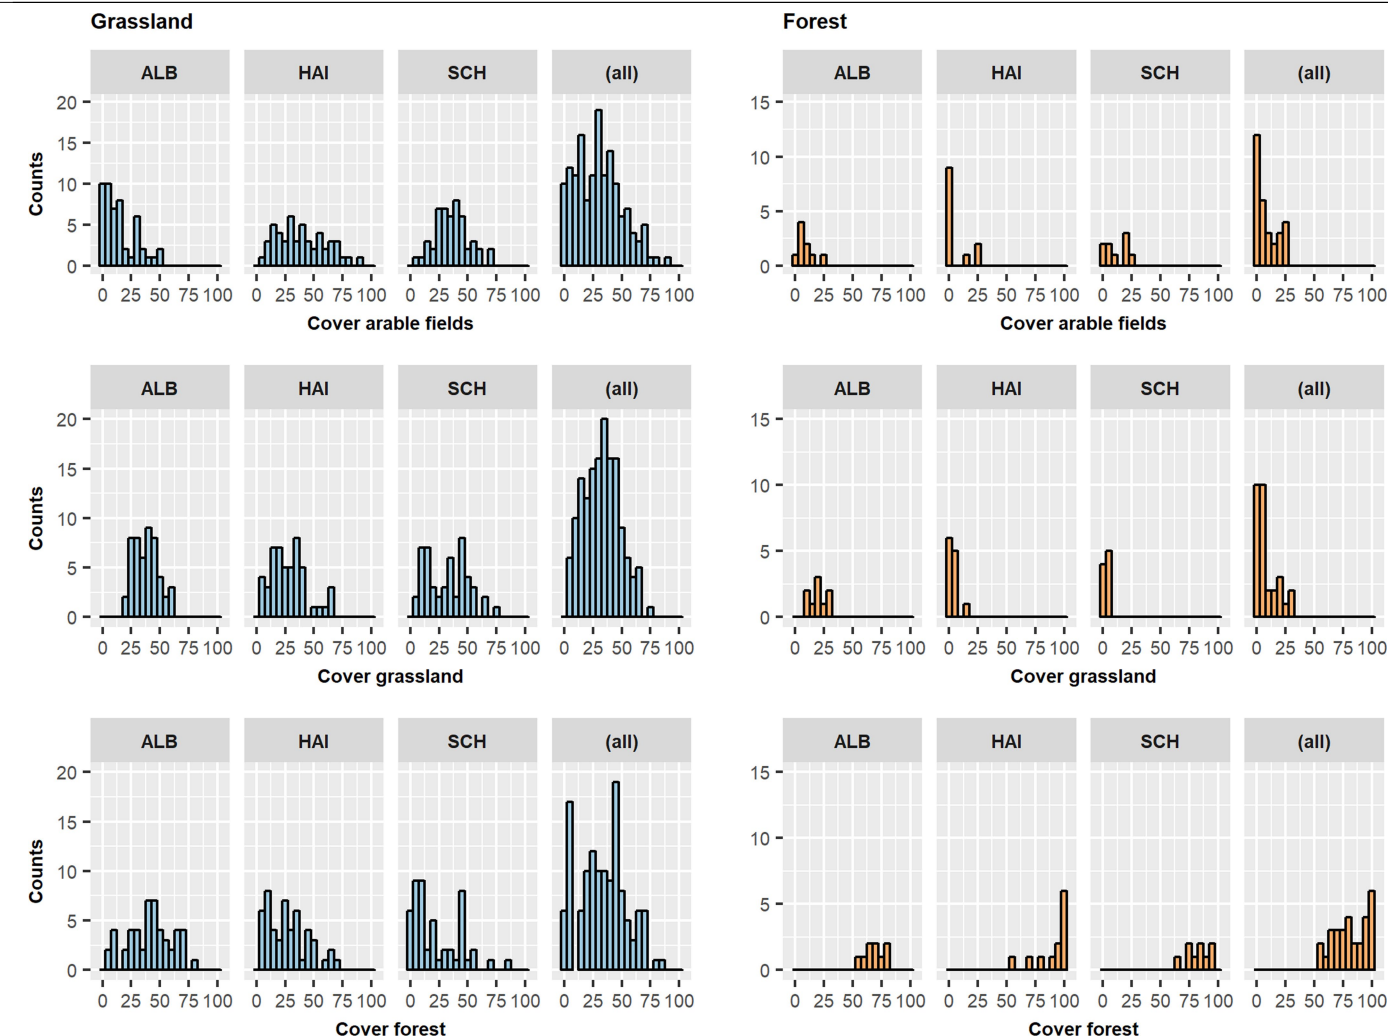 Grassland
Forest
ALB HAI SCH (all)
ALB HAI SCH (all)
Counts
20
15
10
5
0
15
10
5
0
0 25 50 75 100 0 25 50 75 100 0 25 50 75 100 0 25 50 75 100
0 25 50 75 100 0 25 50 75 100 0 25 50 75 100 0 25 50 75 100
Cover arable fields
Cover arable fields
ALB HAI SCH (all)
ALB HAI SCH (all)
Counts
20
15
10
5
0
15
10
5
0
0 25 50 75 100 0 25 50 75 100 0 25 50 75 100 0 25 50 75 100
0 25 50 75 100 0 25 50 75 100 0 25 50 75 100 0 25 50 75 100
Cover grassland
Cover grassland
ALB HAI SCH (all)
ALB HAI SCH (all)
Counts
20
15
10
5
0
15
10
5
0
0 25 50 75 100 0 25 50 75 100 0 25 50 75 100 0 25 50 75 100
0 25 50 75 100 0 25 50 75 100 0 25 50 75 100 0 25 50 75 100
Cover forest
Cover forest